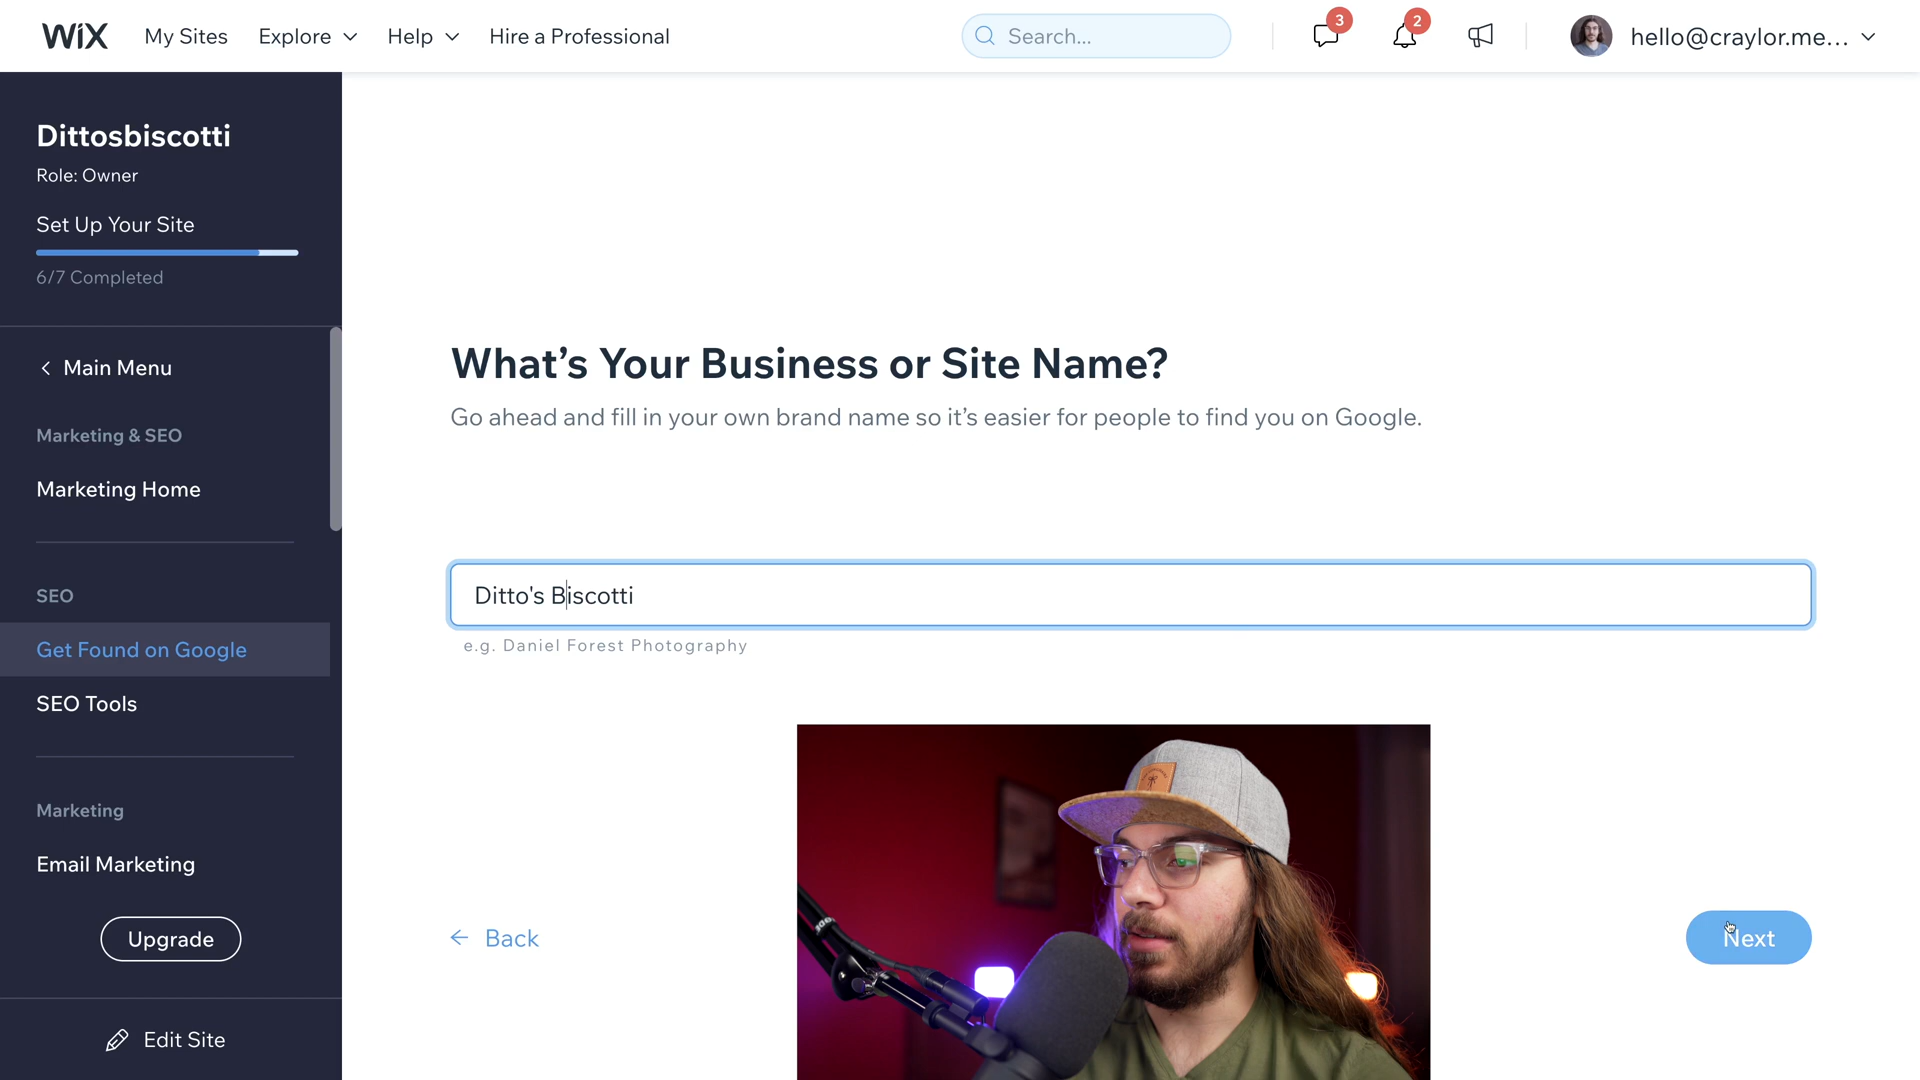 WiX My Sites Explore Help Hire a Professional Search... 3 2 hello@craylor.me...
Dittosbiscotti
Role: Owner
Set Up Your Site
6/7 Completed
Main Menu
Marketing & SEO
Marketing Home
SEO
Get Found on Google
SEO Tools
Marketing
Email Marketing
Upgrade
Edit Site
What's Your Business or Site Name?
Go ahead and fill in your own brand name so it's easier for people to find you on Google.
Ditto's Biscotti
e.g. Daniel Forest Photography
Back
Next